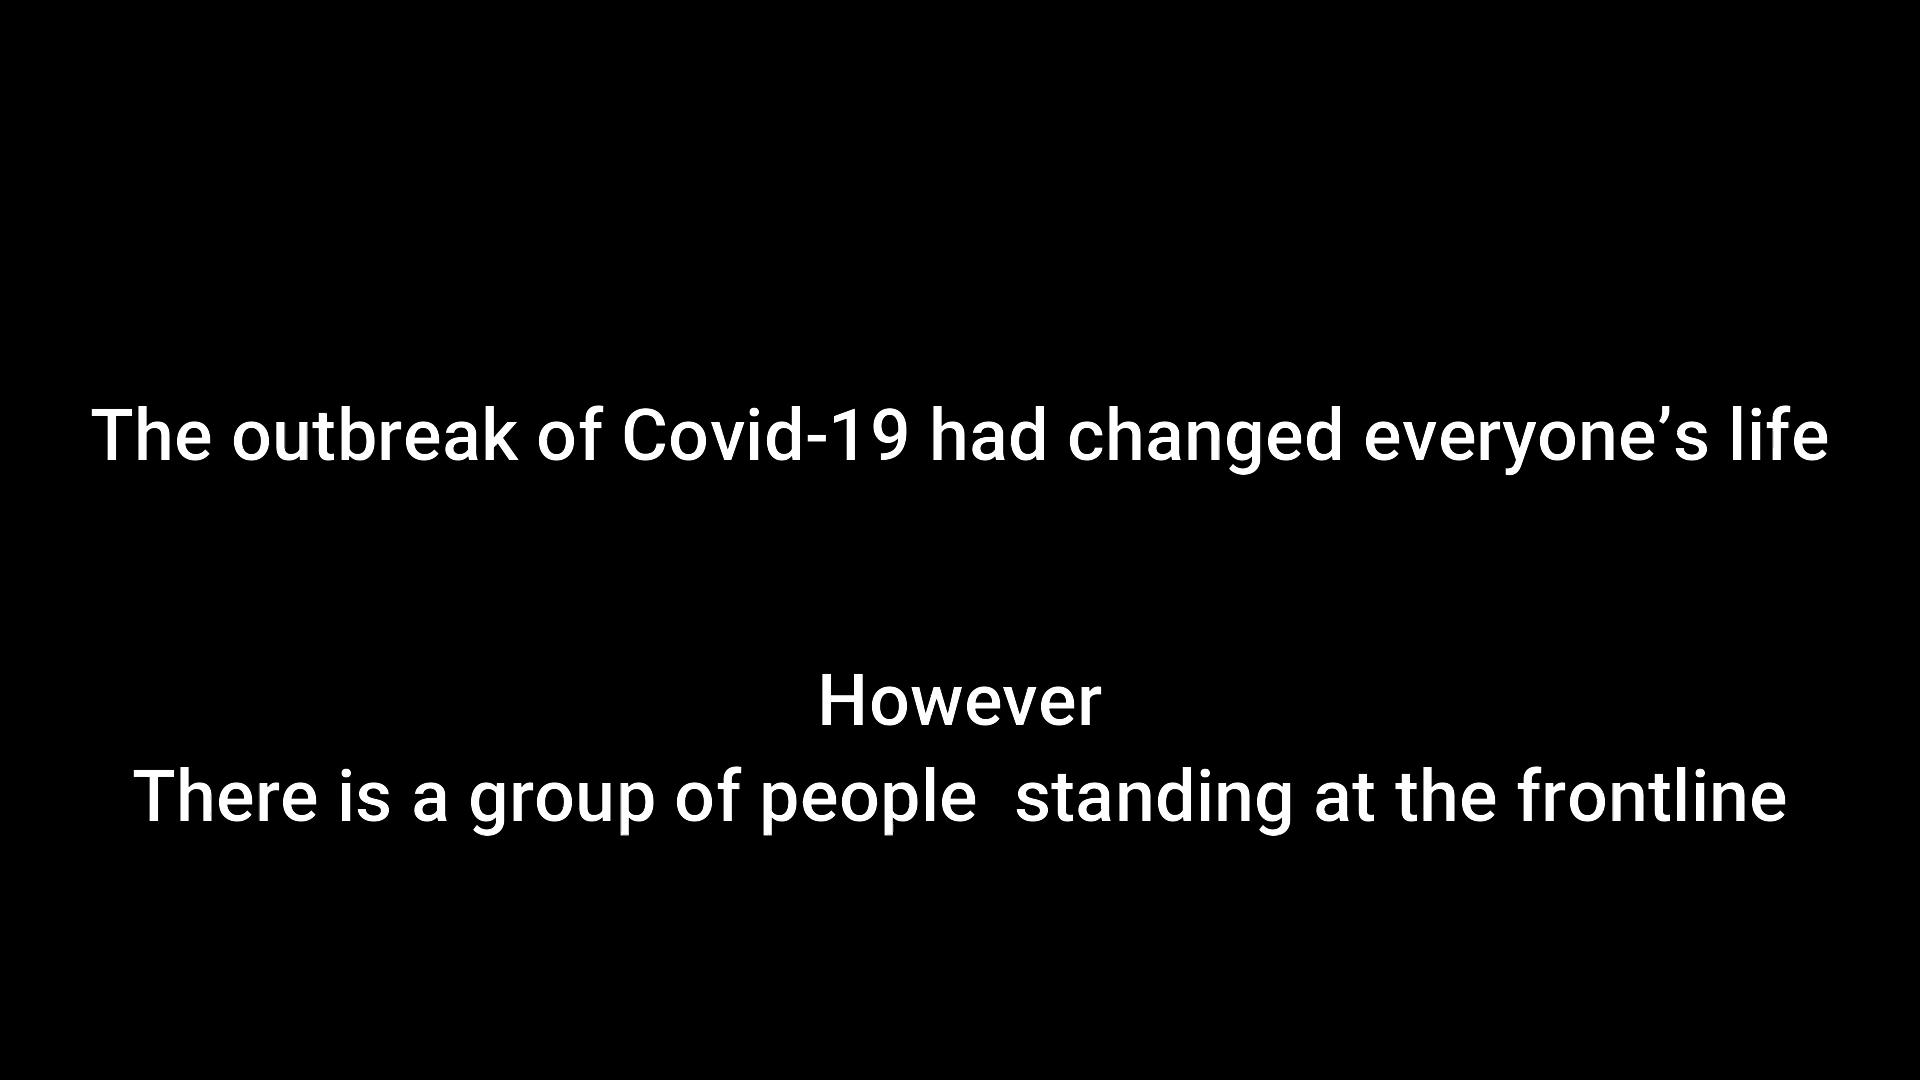 The outbreak of Covid-19 had changed everyone’s life
However
There is a group of people  standing at the frontline